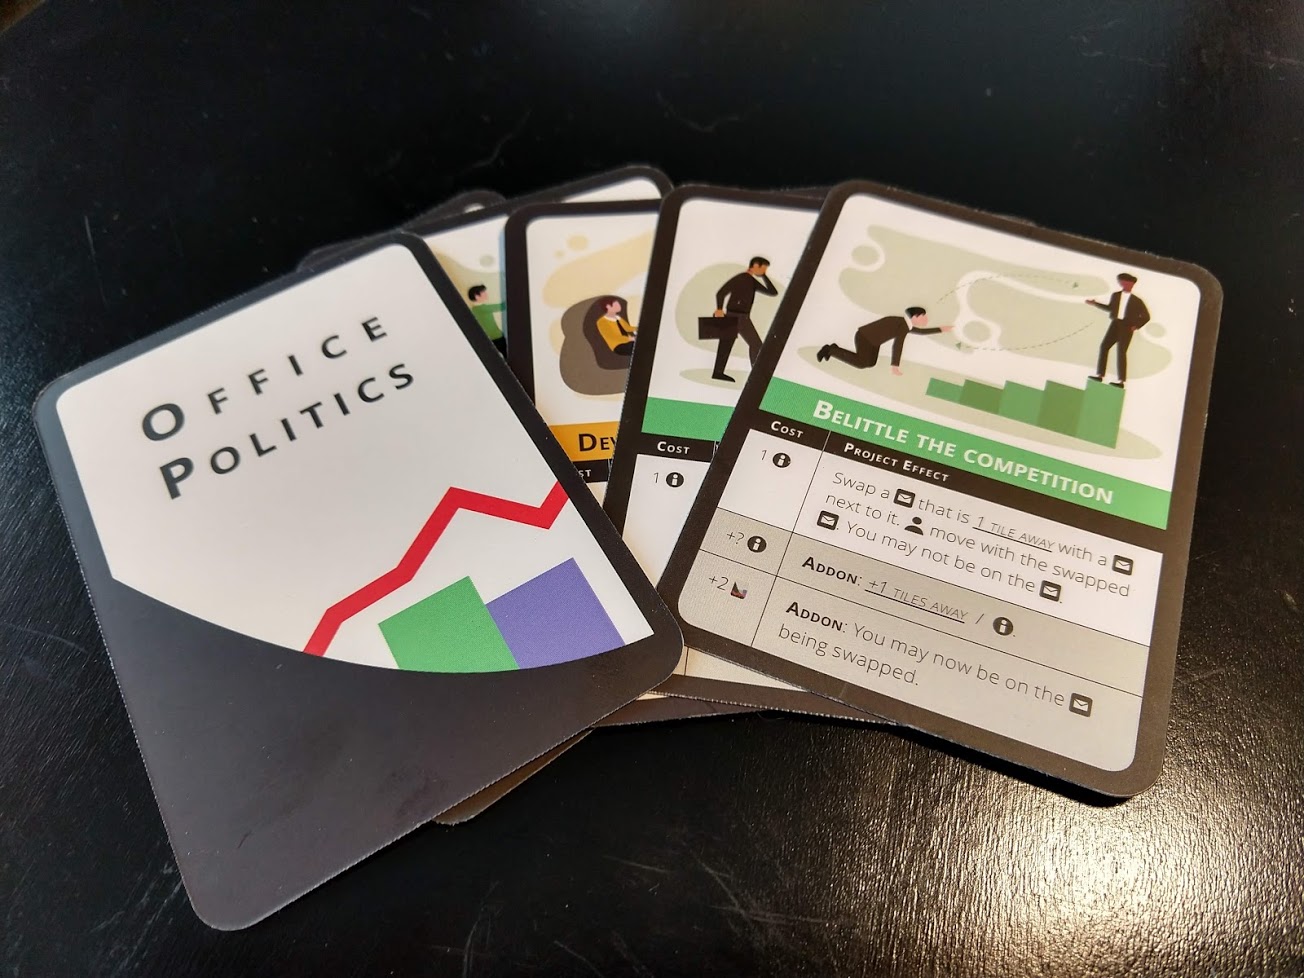 OFFICE
POLITICS
DEV
ST
COST
1
BELITTLE THE COMPETITION
COST
PROJECT EFFECT
1
Swap a that is 1 TILE AWAY with a
next to it. move with the swapped
. You may not be on the .
+?
ADDON: +1 TILES AWAY / .
+2
ADDON: You may now be on the
being swapped.